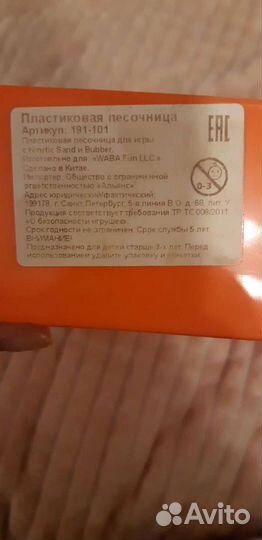 Пластиковая песочница
Артикул: 191-101
Пластиковая песочница для игры
с Kinetic Sand и Bubber.
Изготовлено для: «WABA Fun LLC.»
Сделано в Китае.
Импортер: Общество с ограниченной
ответственностью «Альянс»
Адрес юридический/фактический:
199178, г. Санкт-Петербург, 5-я линия В.О. д. 68, лит. У
Продукция соответствует требованиям ТР ТС 008/2011
«О безопасности игрушек».
Срок годности не ограничен. Срок службы 5 лет.
ВНИМАНИЕ!
Предназначено для детей старше 3-х лет. Перед
использованием удалить упаковку и этикетки.
EAC
0-3
Avito